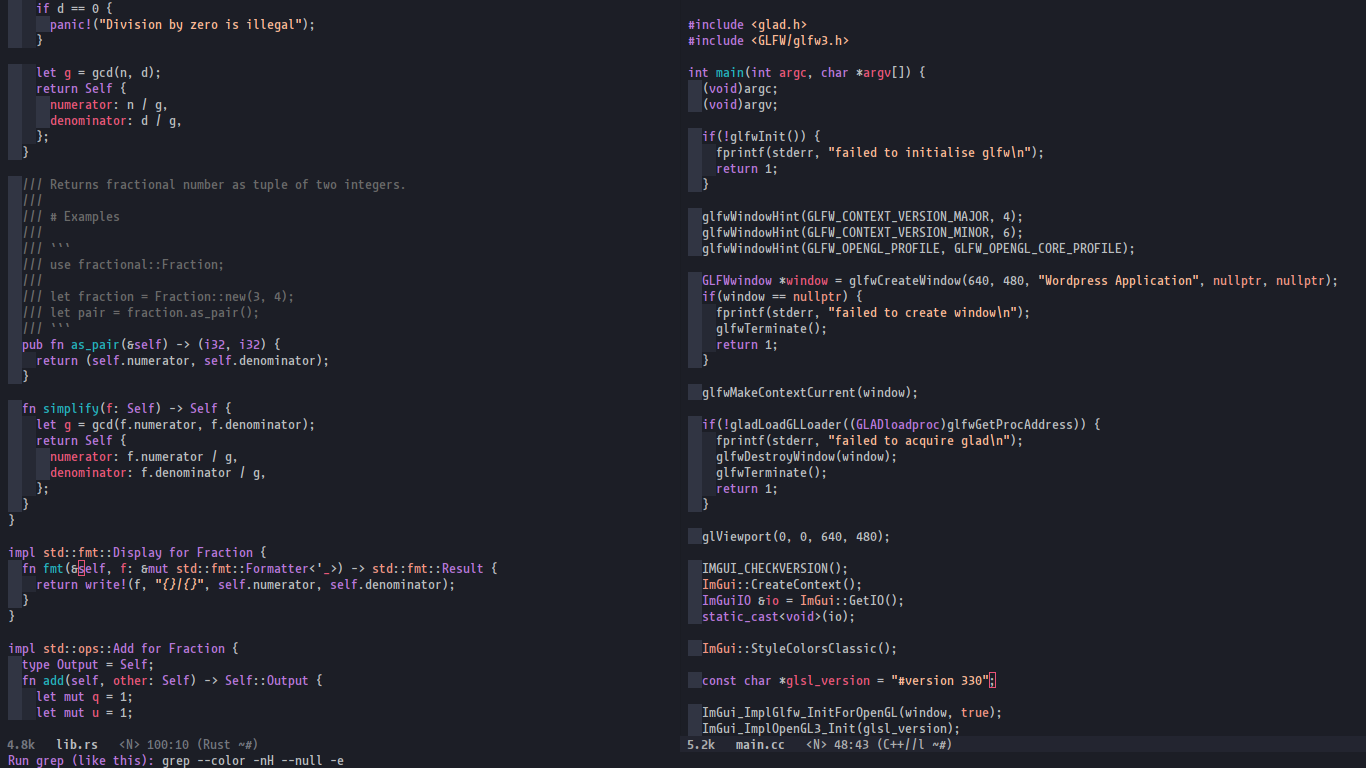 if d == 0 {
panic!("Division by zero is illegal");
}
let g = gcd(n, d);
return Self {
numerator: n / g,
denominator: d / g,
};
}
/// Returns fractional number as tuple of two integers.
///
/// # Examples
///
/// ```
/// use fractional::Fraction;
///
/// let fraction = Fraction::new(3, 4);
/// let pair = fraction.as_pair();
/// ```
pub fn as_pair(&self) -> (i32, i32) {
return (self.numerator, self.denominator);
}
fn simplify(f: Self) -> Self {
let g = gcd(f.numerator, f.denominator);
return Self {
numerator: f.numerator / g,
denominator: f.denominator / g,
};
}
}
impl std::fmt::Display for Fraction {
fn fmt(&self, f: &mut std::fmt::Formatter<'_>) -> std::fmt::Result {
return write!(f, "{}/{}", self.numerator, self.denominator);
}
}
impl std::ops::Add for Fraction {
type Output = Self;
fn add(self, other: Self) -> Self::Output {
let mut q = 1;
let mut u = 1;
4.8k lib.rs <N> 100:10 (Rust ~#)
#include <glad.h>
#include <GLFW/glfw3.h>
int main(int argc, char *argv[]) {
(void)argc;
(void)argv;
if(!glfwInit()) {
fprintf(stderr, "failed to initialise glfw\n");
return 1;
}
glfwWindowHint(GLFW_CONTEXT_VERSION_MAJOR, 4);
glfwWindowHint(GLFW_CONTEXT_VERSION_MINOR, 6);
glfwWindowHint(GLFW_OPENGL_PROFILE, GLFW_OPENGL_CORE_PROFILE);
GLFWwindow *window = glfwCreateWindow(640, 480, "Wordpress Application", nullptr, nullptr);
if(window == nullptr) {
fprintf(stderr, "failed to create window\n");
glfwTerminate();
return 1;
}
glfwMakeContextCurrent(window);
if(!gladLoadGLLoader((GLADloadproc)glfwGetProcAddress)) {
fprintf(stderr, "failed to acquire glad\n");
glfwDestroyWindow(window);
glfwTerminate();
return 1;
}
glViewport(0, 0, 640, 480);
IMGUI_CHECKVERSION();
ImGui::CreateContext();
ImGuiIO &io = ImGui::GetIO();
static_cast<void>(io);
ImGui::StyleColorsClassic();
const char *glsl_version = "#version 330";
ImGui_ImplGlfw_InitForOpenGL(window, true);
ImGui_ImplOpenGL3_Init(glsl_version);
5.2k main.cc <N> 48:43 (C++//l ~#)
Run grep (like this): grep --color -nH --null -e